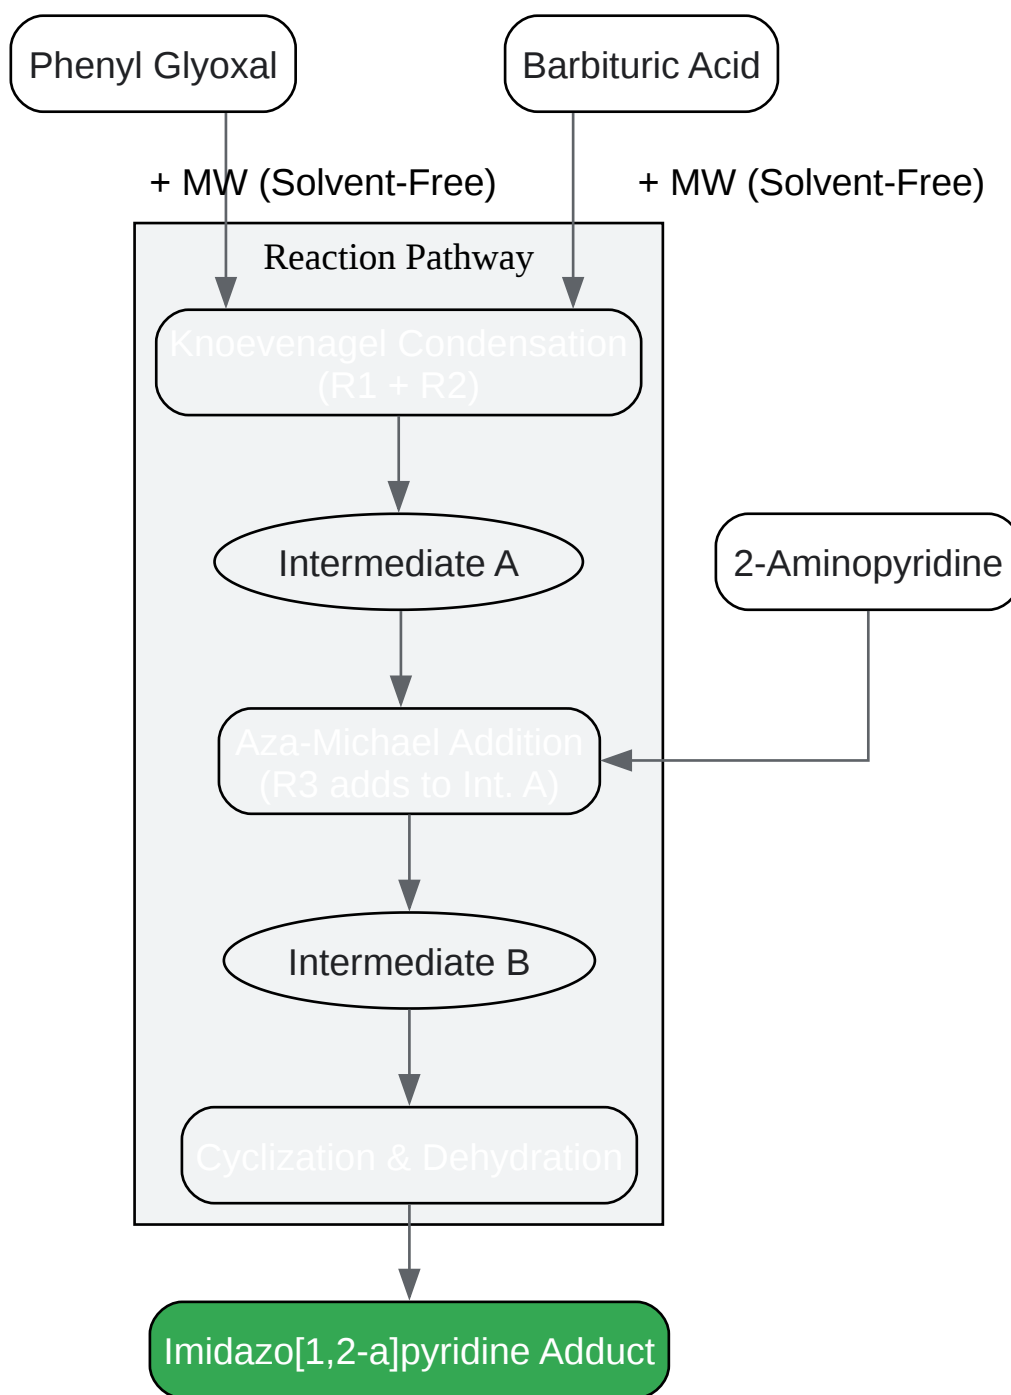 Phenyl Glyoxal
Barbituric Acid
+ MW (Solvent-Free)
+ MW (Solvent-Free)
Reaction Pathway
Knoevenagel Condensation
(R1 + R2)
Intermediate A
2-Aminopyridine
Aza-Michael Addition
(R3 adds to Int. A)
Intermediate B
Cyclization & Dehydration
Imidazo[1,2-a]pyridine Adduct